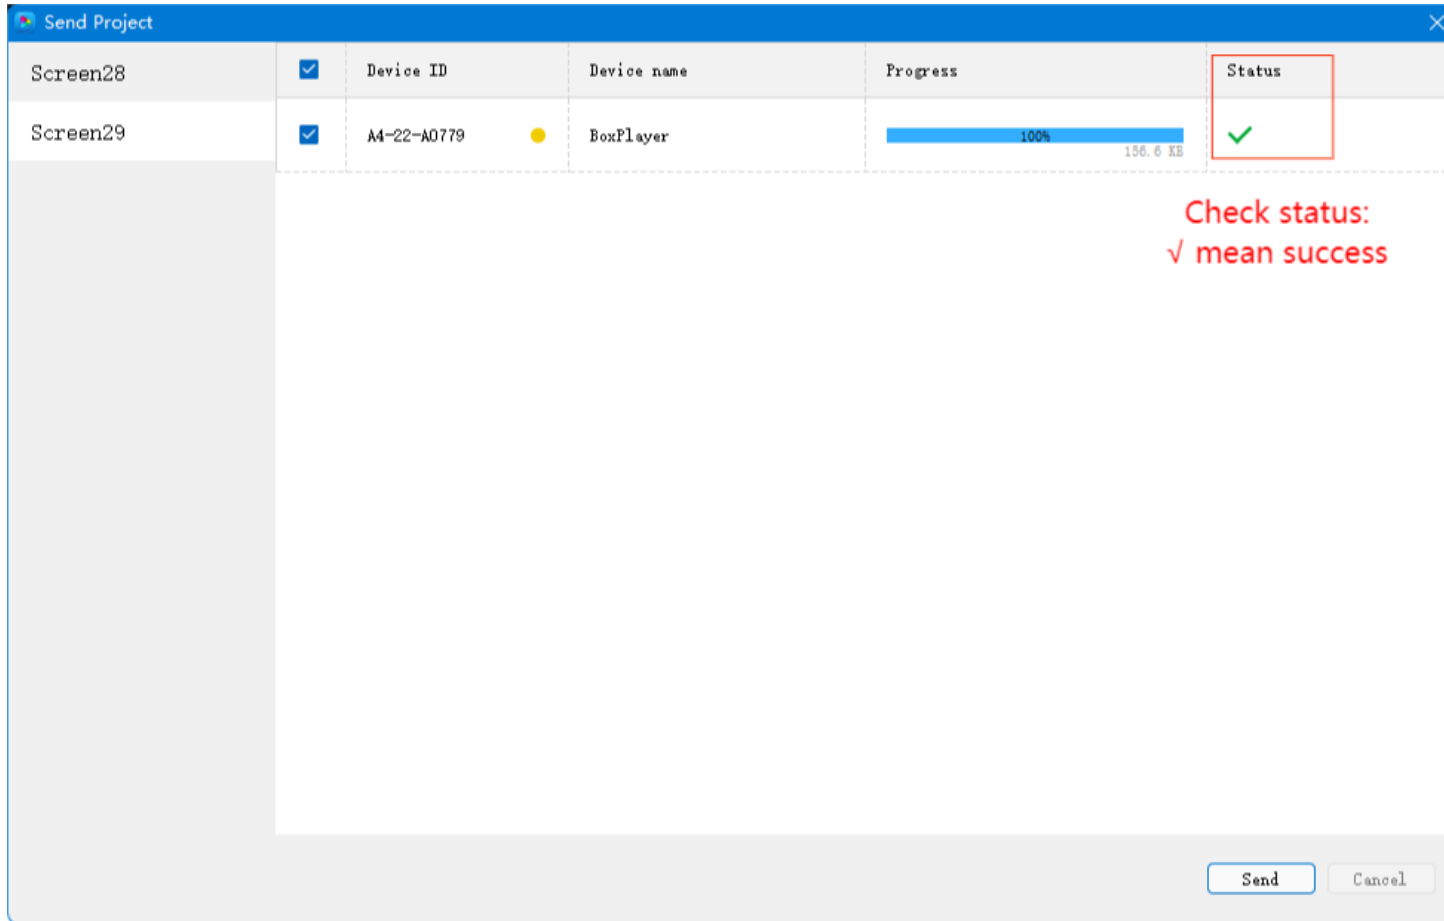 Send Project
Screen28
Device ID
Device name
Progress
Status
Screen29
A4-22-A0779
BoxPlayer
100%
156.6 KB
Check status:
√ mean success
Send
Cancel